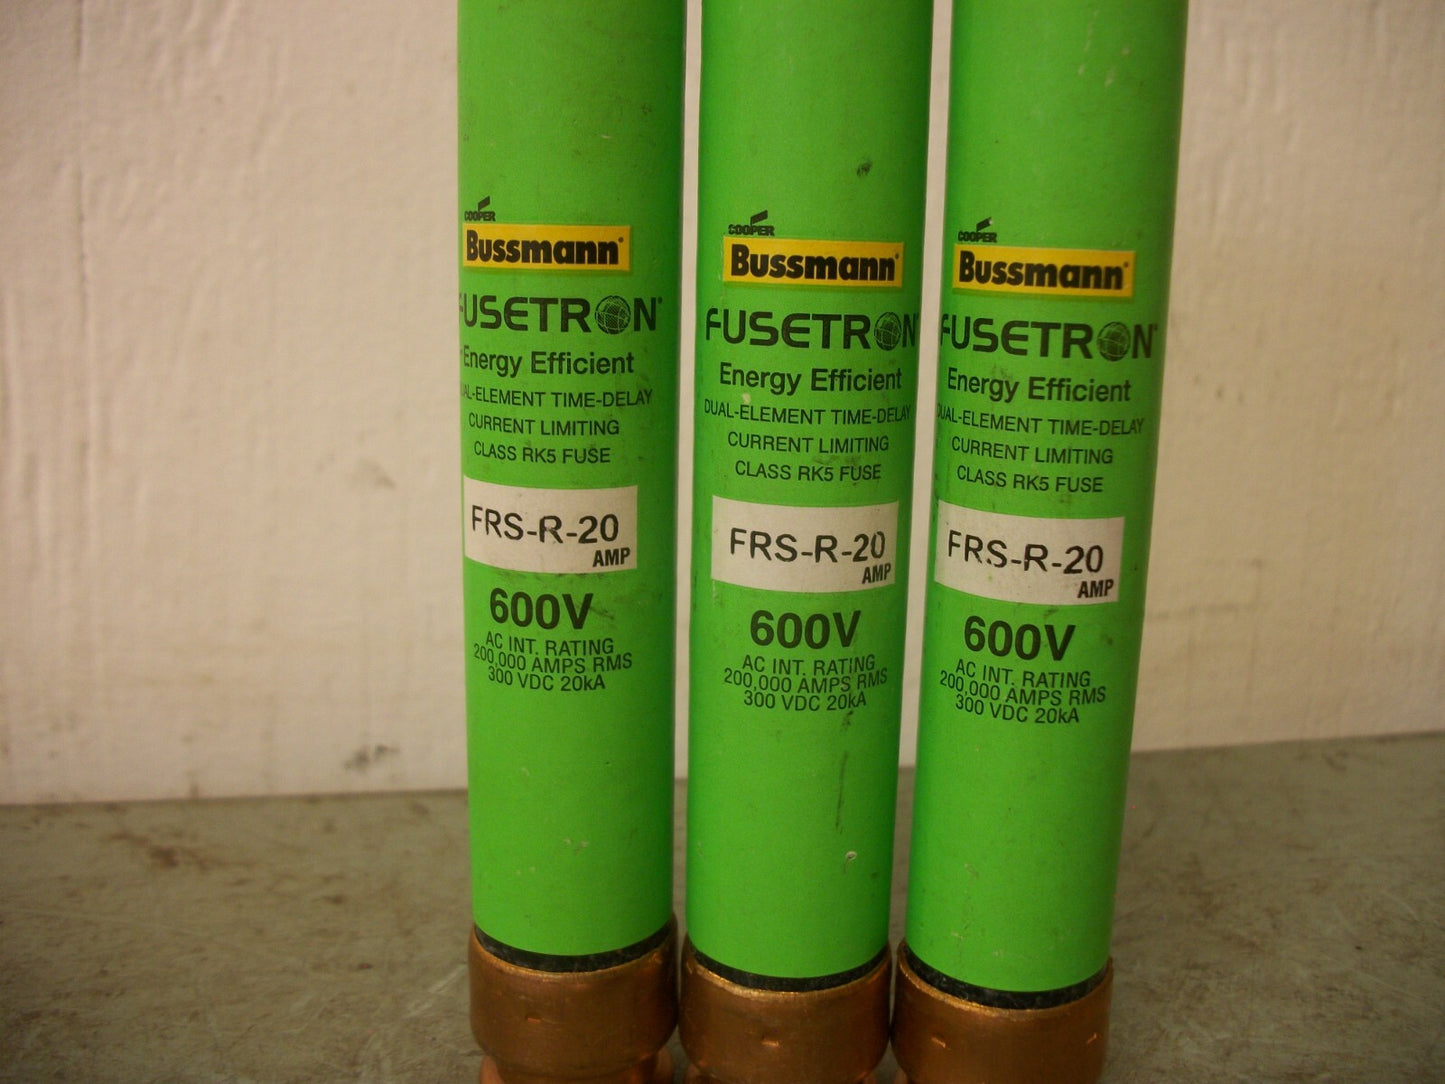 COOPER
Bussmann
FUSETRON®
Energy Efficient
DUAL-ELEMENT TIME-DELAY
CURRENT LIMITING
CLASS RK5 FUSE
FRS-R-20
AMP
600V
AC INT. RATING
200,000 AMPS RMS
300 VDC 20kA
COOPER
Bussmann
FUSETRON
Energy Efficient
DUAL-ELEMENT TIME-DELAY
CURRENT LIMITING
CLASS RK5 FUSE
FRS-R-20
AMP
600V
AC INT. RATING
200,000 AMPS RMS
300 VDC 20kA
COOPER
Bussmann
FUSETRON®
Energy Efficient
DUAL-ELEMENT TIME-DELAY
CURRENT LIMITING
CLASS RK5 FUSE
FRS-R-20
AMP
600V
AC INT. RATING
200,000 AMPS RMS
300 VDC 20kA